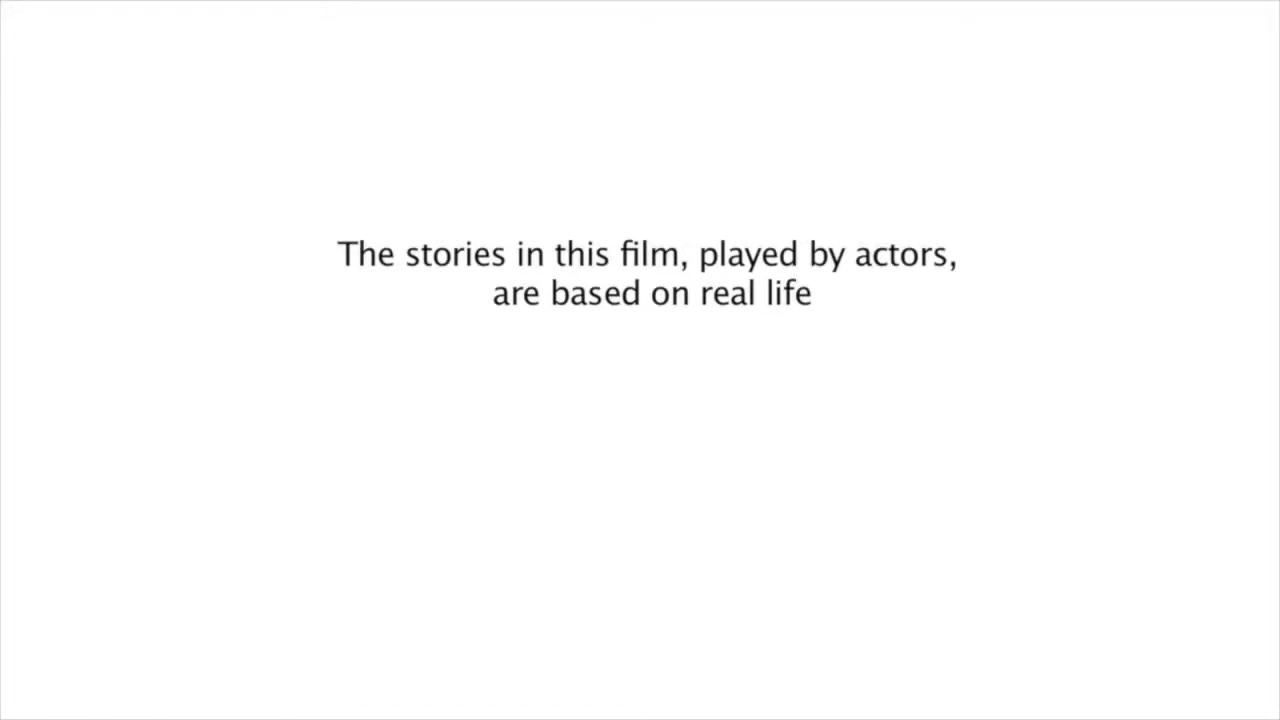 The stories in this film, played by actors,
are based on real life